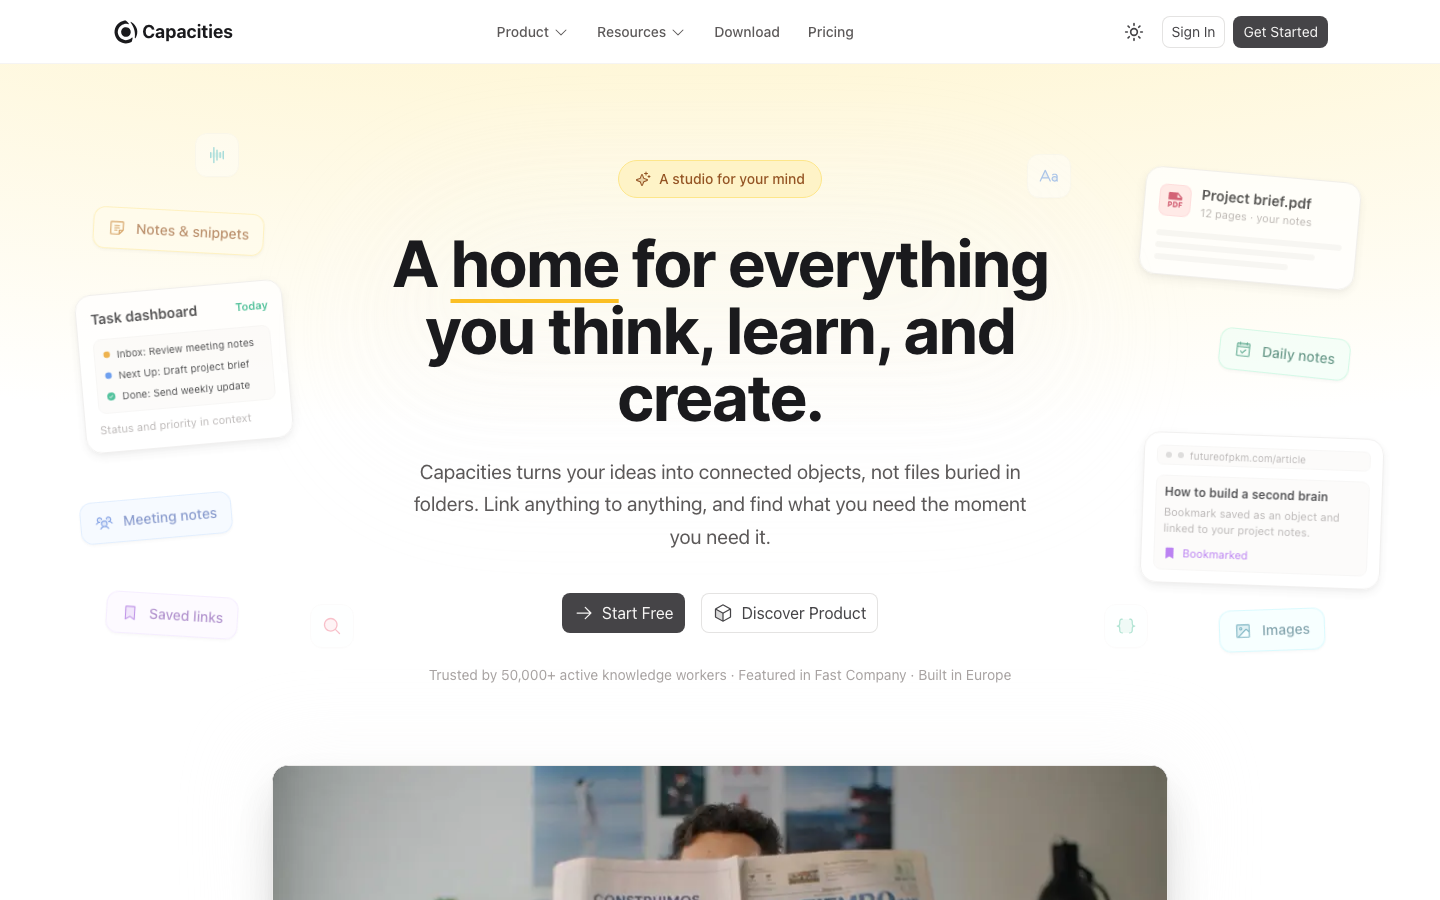 Capacities
Product
Resources
Download
Pricing
Sign In
Get Started
A studio for your mind
A home for everything
you think, learn, and
create.
Capacities turns your ideas into connected objects, not files buried in
folders. Link anything to anything, and find what you need the moment
you need it.
Start Free
Discover Product
Trusted by 50,000+ active knowledge workers · Featured in Fast Company · Built in Europe
Notes & snippets
Task dashboard
Today
Inbox: Review meeting notes
Next Up: Draft project brief
Done: Send weekly update
Status and priority in context
Meeting notes
Saved links
Aa
PDF
Project brief.pdf
12 pages · your notes
Daily notes
futureofpkm.com/article
How to build a second brain
Bookmark saved as an object and
linked to your project notes.
Bookmarked
{}
Images
CONSTRUIMOS